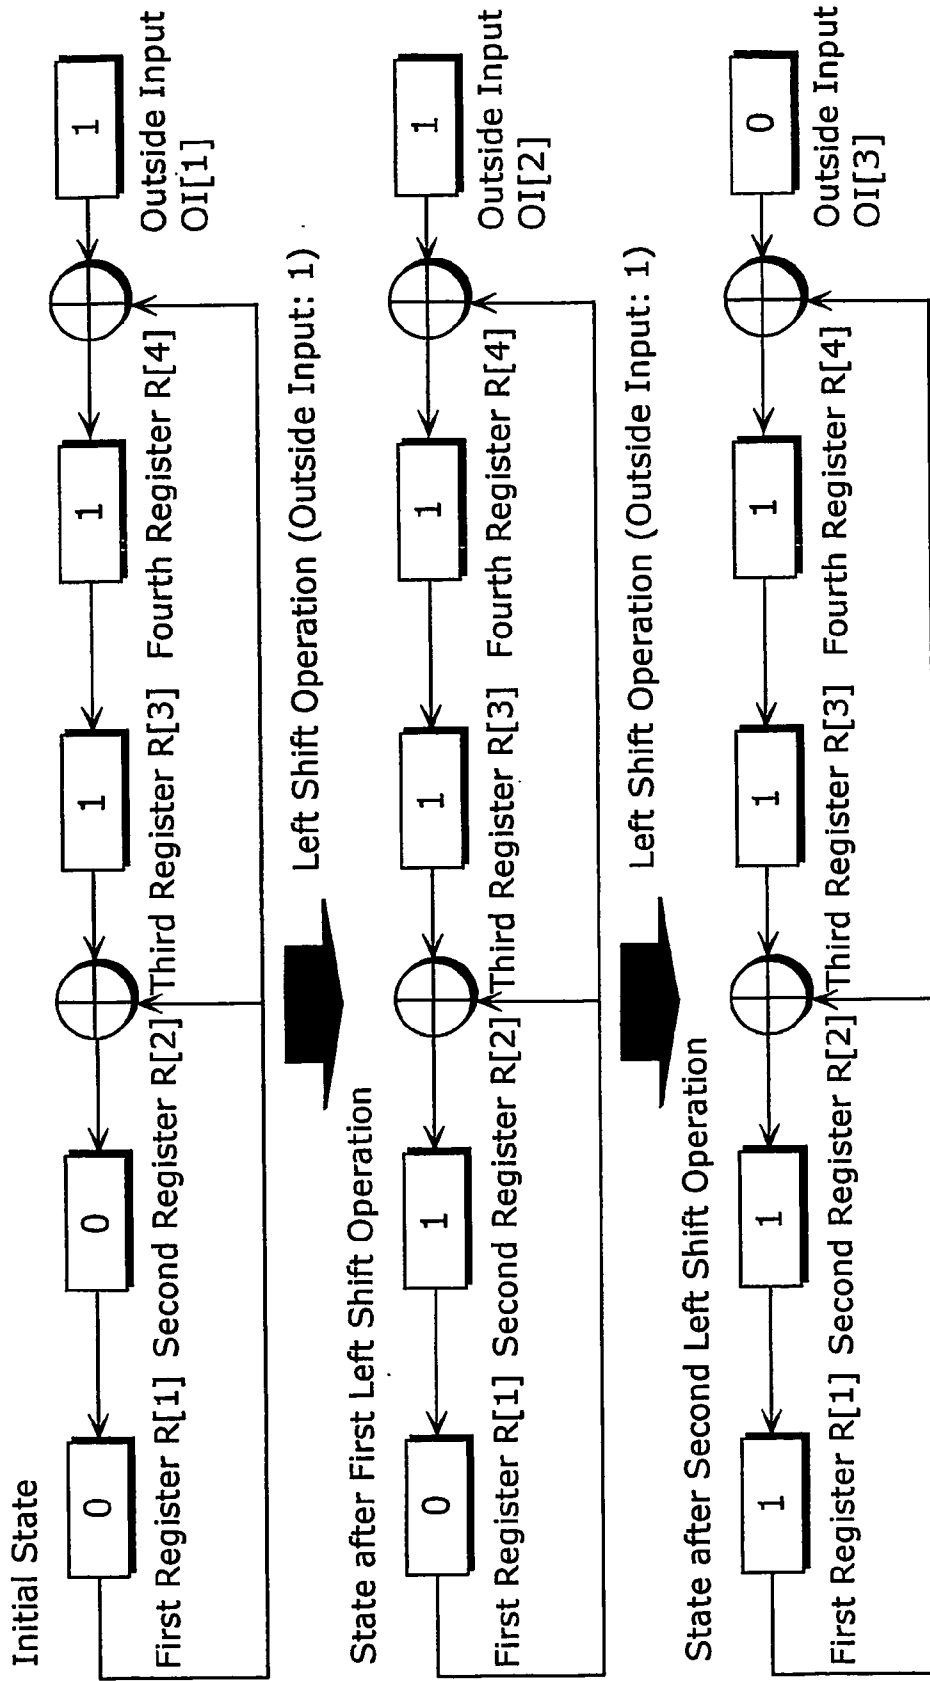 Initial State
0
0
1
1
1
First Register R[1]
Second Register R[2]
Third Register R[3]
Fourth Register R[4]
Outside Input
OI[1]
Left Shift Operation (Outside Input: 1)
State after First Left Shift Operation
0
1
1
1
1
First Register R[1]
Second Register R[2]
Third Register R[3]
Fourth Register R[4]
Outside Input
OI[2]
Left Shift Operation (Outside Input: 1)
State after Second Left Shift Operation
1
1
1
1
0
First Register R[1]
Second Register R[2]
Third Register R[3]
Fourth Register R[4]
Outside Input
OI[3]